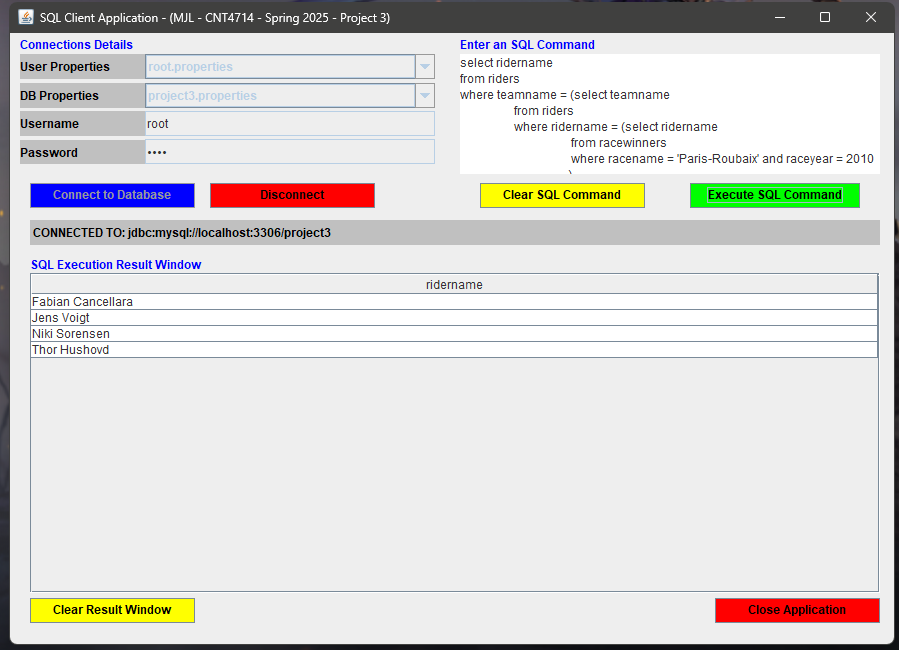 SQL Client Application - (MJL - CNT4714 - Spring 2025 - Project 3)
Connections Details
User Properties root.properties
DB Properties project3.properties
Username root
Password ••••
Connect to Database Disconnect
Enter an SQL Command
select ridername
from riders
where teamname = (select teamname
from riders
where ridername = (select ridername
from racewinners
where racename = 'Paris-Roubaix' and raceyear = 2010
)
Clear SQL Command Execute SQL Command
CONNECTED TO: jdbc:mysql://localhost:3306/project3
SQL Execution Result Window
ridername
Fabian Cancellara
Jens Voigt
Niki Sorensen
Thor Hushovd
Clear Result Window Close Application